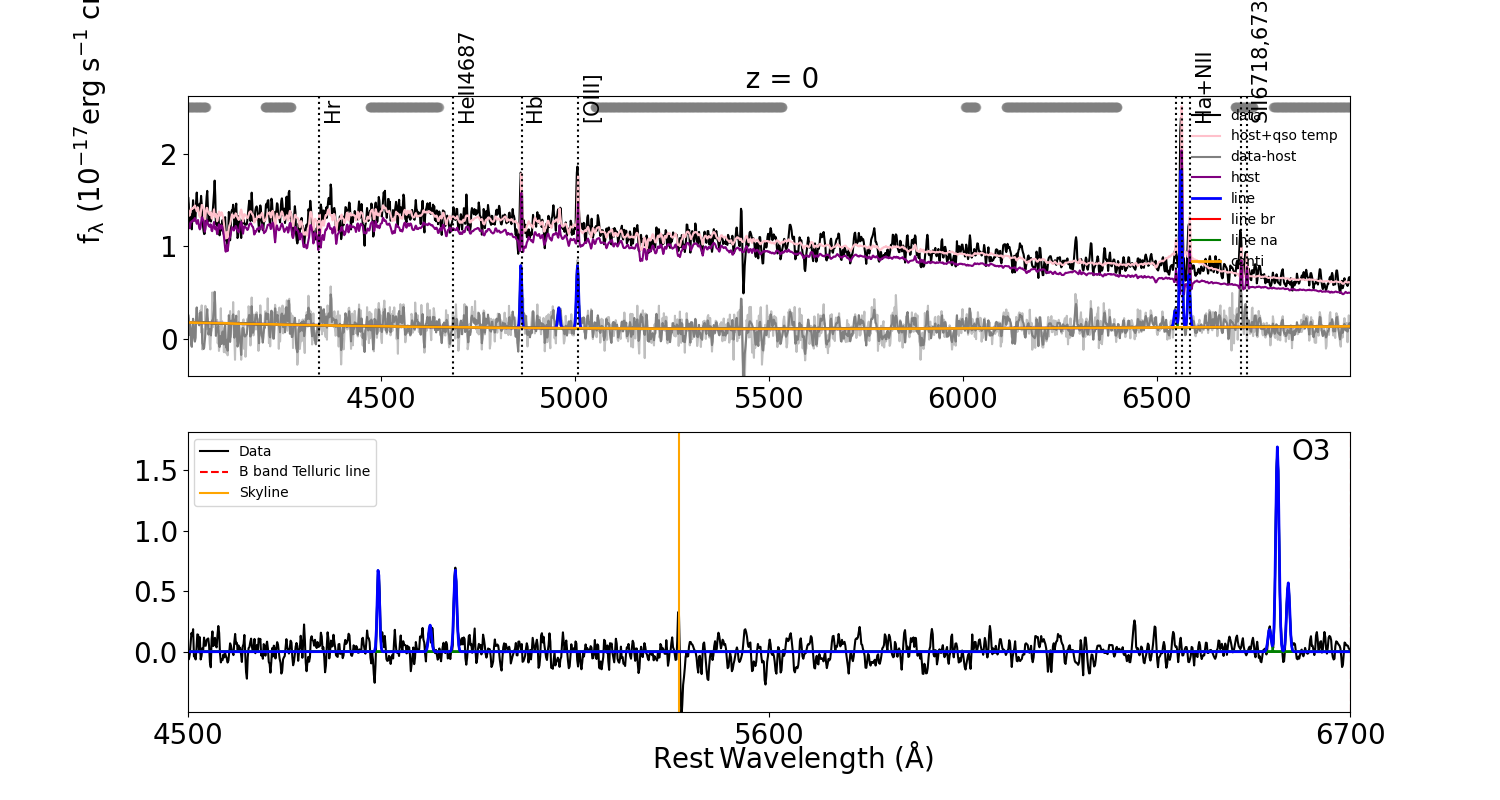 f_λ (10^−17 erg s^−1 c
z = 0
Hr
HeII4687
Hb
[OIII]
Ha+NII
SII6718,673
data
host+qso temp
data-host
host
line
line br
line na
conti
2
1
0
4500
5000
5500
6000
6500
Data
B band Telluric line
Skyline
O3
1.5
1.0
0.5
0.0
4500
5600
6700
Rest Wavelength (Å)